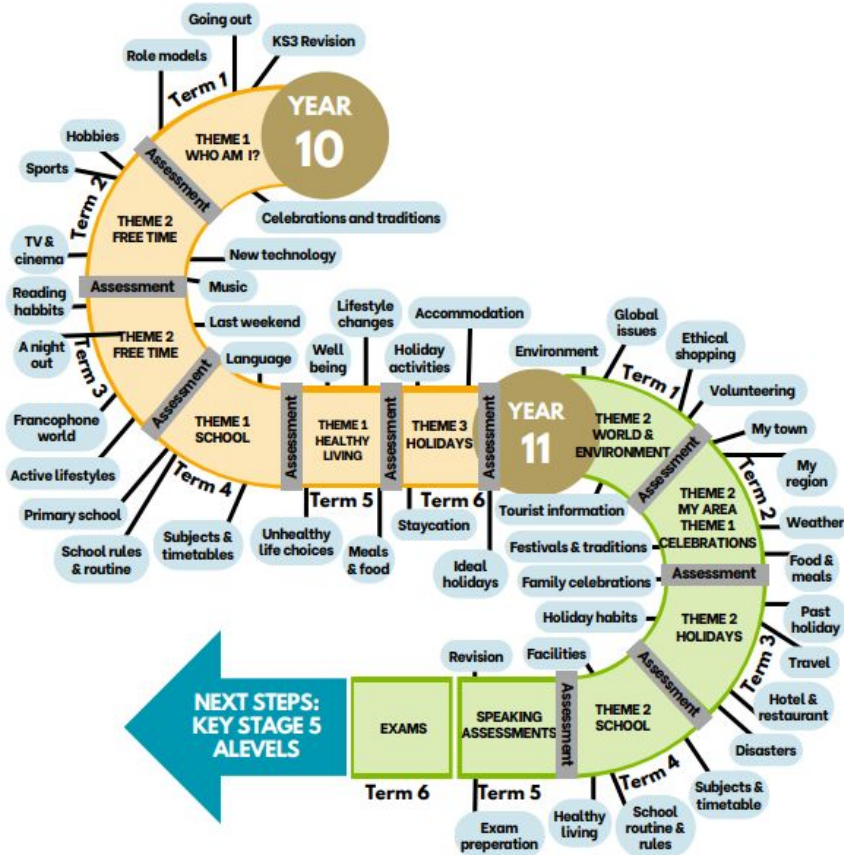 Going out
KS3 Revision
Role models
Term 1
YEAR
10
THEME 1
WHO AM I?
Assessment
Hobbies
Sports
Term 2
Celebrations and traditions
THEME 2
FREE TIME
TV &
cinema
New technology
Assessment
Music
Reading
habbits
Last weekend
THEME 2
FREE TIME
A night
out
Term 3
Language
Assessment
Francophone
world
Active lifestyles
Primary school
School rules
& routine
THEME 1
SCHOOL
Term 4
Subjects &
timetables
Assessment
Well
being
Lifestyle
changes
THEME 1
HEALTHY
LIVING
Term 5
Unhealthy
life choices
Meals
& food
Assessment
Holiday
activities
Accommodation
THEME 3
HOLIDAYS
Term 6
Staycation
Ideal
holidays
Assessment
YEAR
11
Environment
Global
issues
Term 1
Ethical
shopping
Volunteering
THEME 2
WORLD &
ENVIRONMENT
Assessment
My town
My
region
Term 2
Tourist information
THEME 2
MY AREA
THEME 1
CELEBRATIONS
Weather
Festivals & traditions
Food &
meals
Family celebrations
Assessment
Holiday habits
THEME 2
HOLIDAYS
Past
holiday
Travel
Term 3
Hotel &
restaurant
Disasters
Assessment
Facilities
THEME 2
SCHOOL
Term 4
Subjects &
timetable
School
routine &
rules
Healthy
living
Assessment
Revision
SPEAKING
ASSESSMENTS
Term 5
Exam
preperation
EXAMS
Term 6
NEXT STEPS:
KEY STAGE 5
ALEVELS